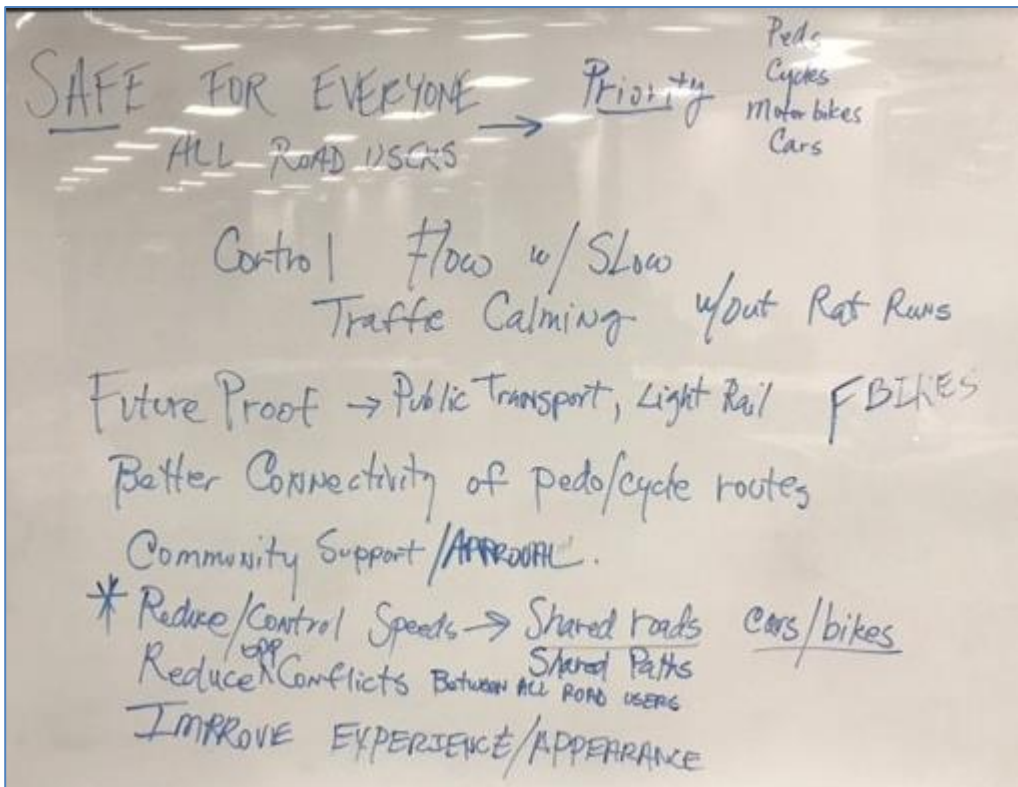 SAFE FOR EVERYONE → Priority
Peds
Cycles
Motorbikes
Cars
ALL ROAD USERS
Control Flow w/ SLow
Traffic Calming w/out Rat Runs
Future Proof → Public Transport, Light Rail BIKES
Better Connectivity of pedo/cycle routes
Community Support/APPROVAL.
* Reduce/Control Speeds → Shared roads cars/bikes
Shared Paths
Reduce opp Conflicts BETWEEN ALL ROAD USERS
IMPROVE EXPERIENCE/APPEARANCE